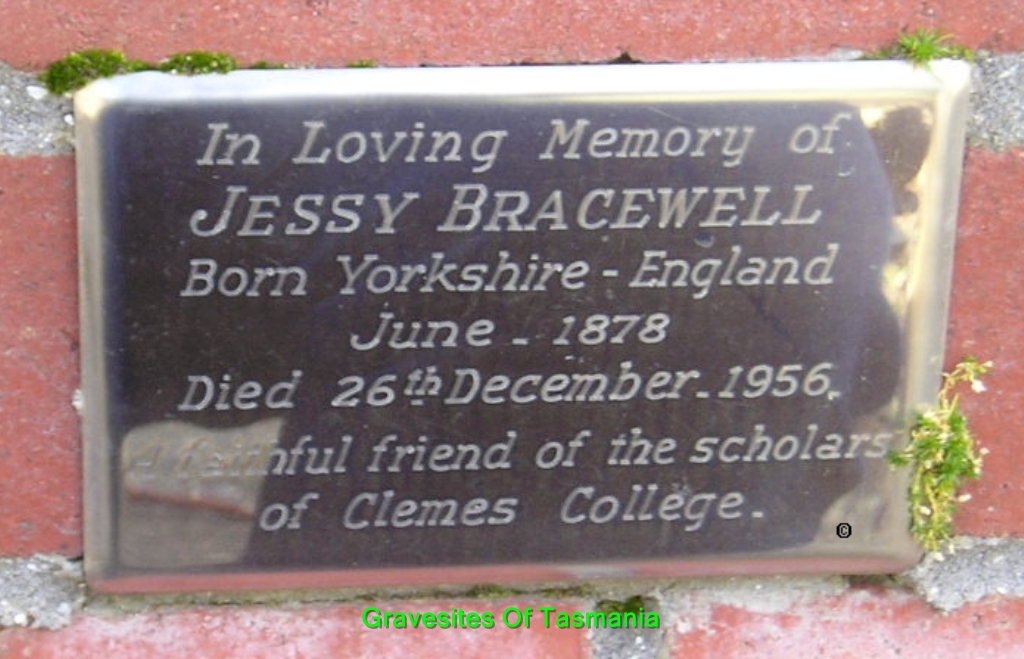 In Loving Memory of
JESSY BRACEWELL
Born Yorkshire - England
June - 1878
Died 26th December. 1956.
A faithful friend of the scholars
of Clemes College.
©
Gravesites Of Tasmania